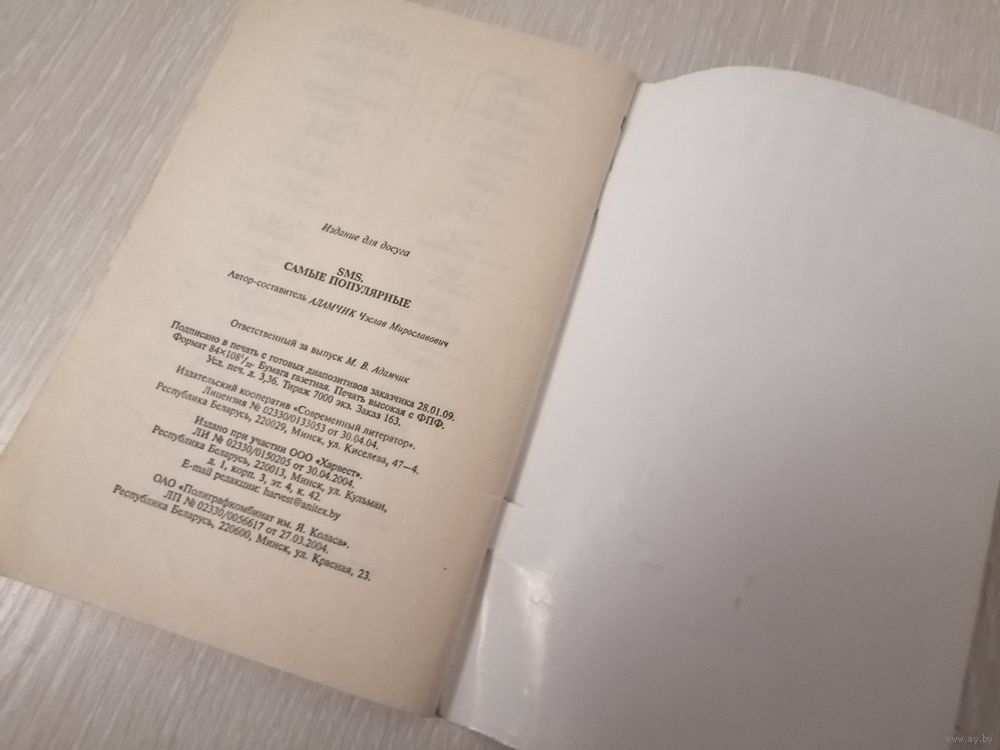 Издание для досуга
SMS.
САМЫЕ ПОПУЛЯРНЫЕ
Автор-составитель АДАМЧИК Чэслав Мирославович
Ответственный за выпуск М. В. Адамчик
Подписано в печать с готовых диапозитивов заказчика 28.01.09.
Формат 84×108 1/32. Бумага газетная. Печать высокая с ФПФ.
Усл. печ. л. 3,36. Тираж 7000 экз. Заказ 163.
Издательский кооператив «Современный литератор».
Лицензия № 02330/0133053 от 30.04.04.
Республика Беларусь, 220029, Минск, ул. Киселева, 47—4.
Издано при участии ООО «Харвест».
ЛИ № 02330/0150205 от 30.04.2004.
Республика Беларусь, 220013, Минск, ул. Кульман,
д. 1, корп. 3, эт. 4, к. 42.
E-mail редакции: harvest@anitex.by
ОАО «Полиграфкомбинат им. Я. Коласа».
ЛП № 02330/0056617 от 27.03.2004.
Республика Беларусь, 220600, Минск, ул. Красная, 23.
www.ay.by